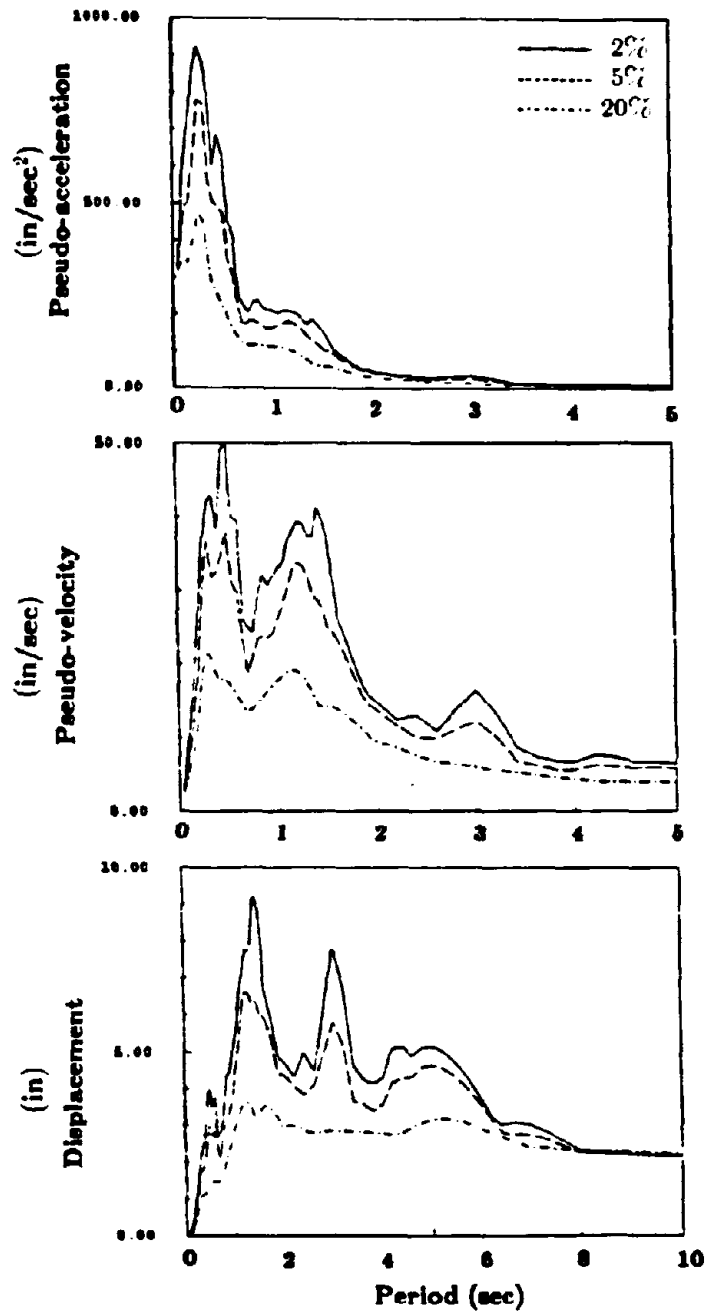 1000.00
2%
5%
20%
(in/sec²)
Pseudo-acceleration
500.00
0.00
0 1 2 3 4 5
50.00
(in/sec)
Pseudo-velocity
0.00
0 1 2 3 4 5
10.00
(in)
Displacement
5.00
0.00
0 2 4 6 8 10
Period (sec)